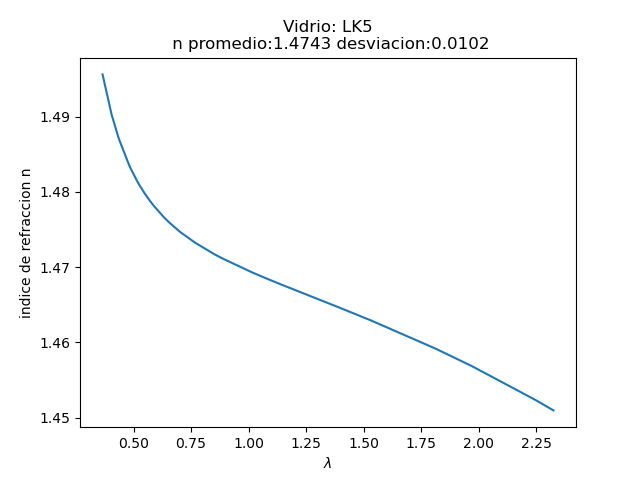 Vidrio: LK5
n promedio:1.4743 desviacion:0.0102
indice de refraccion n
1.49
1.48
1.47
1.46
1.45
0.50 0.75 1.00 1.25 1.50 1.75 2.00 2.25
λ